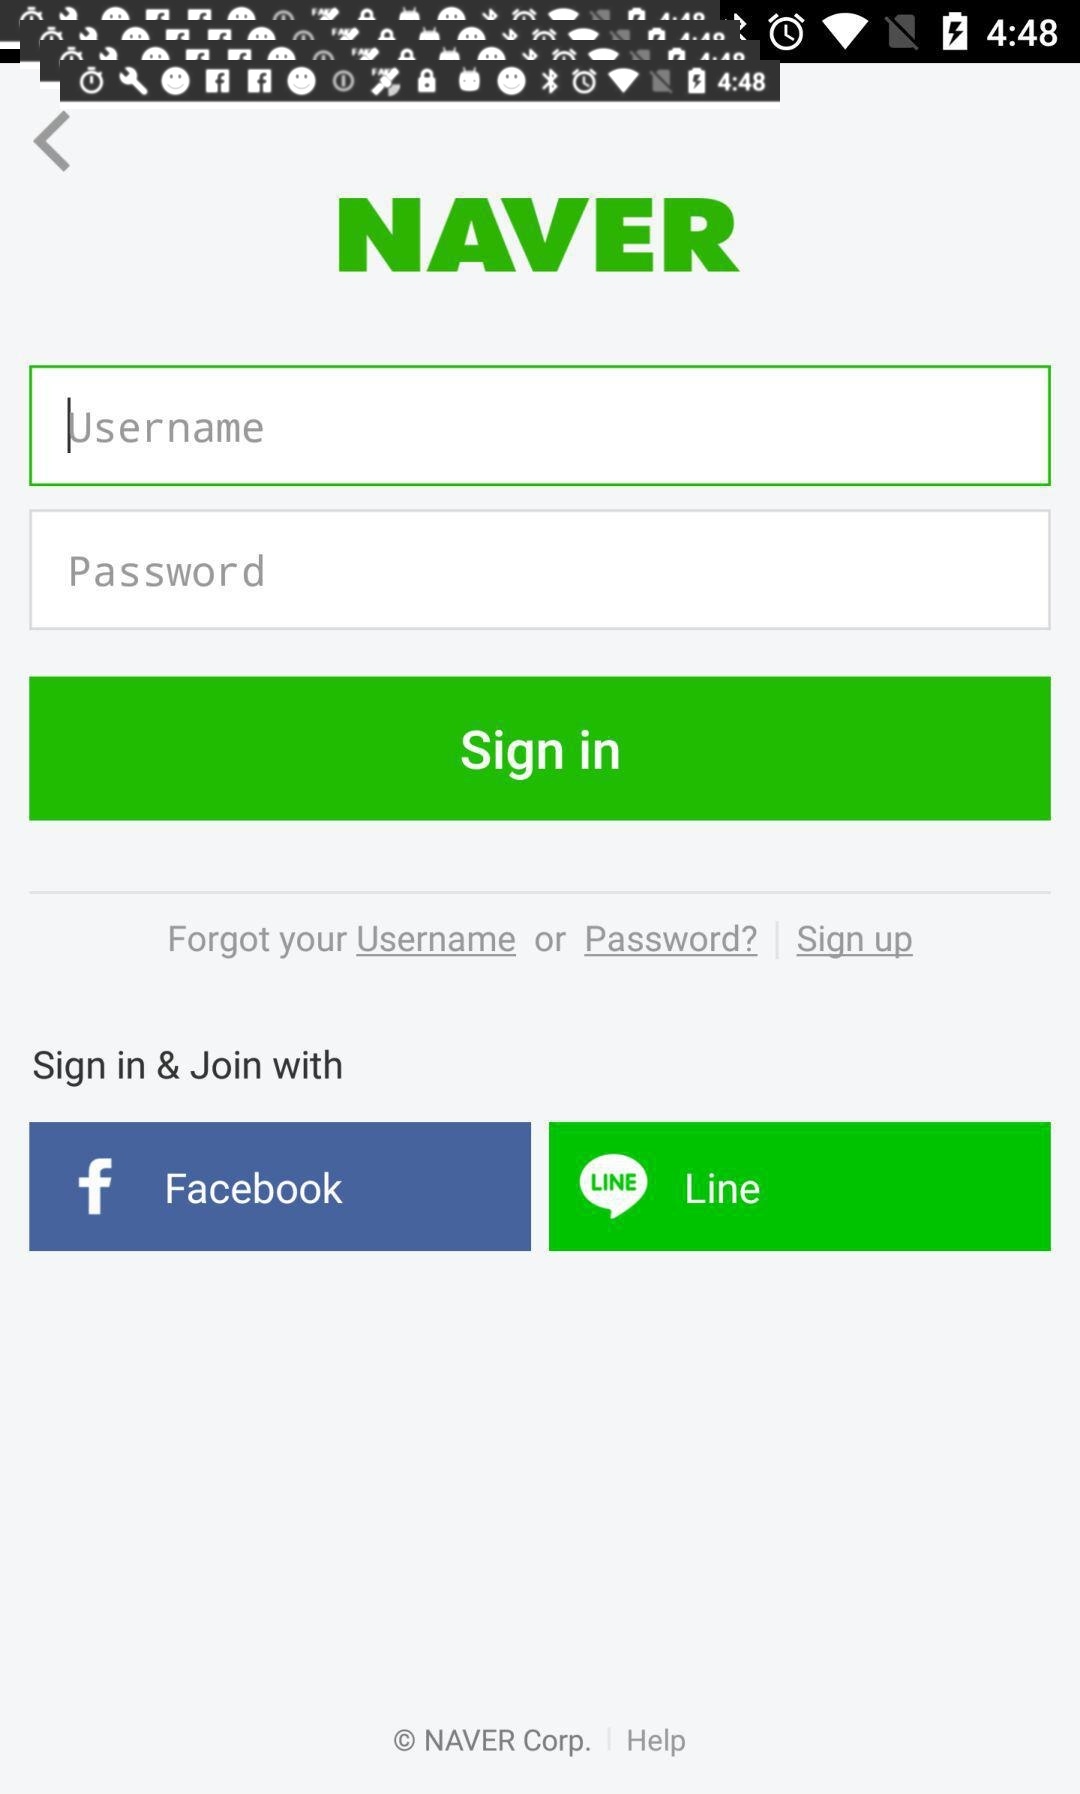 4:48
4:48
NAVER
Username
Password
Sign in
Forgot your Username or Password? Sign up
Sign in & Join with
Facebook
LINE Line
© NAVER Corp. Help